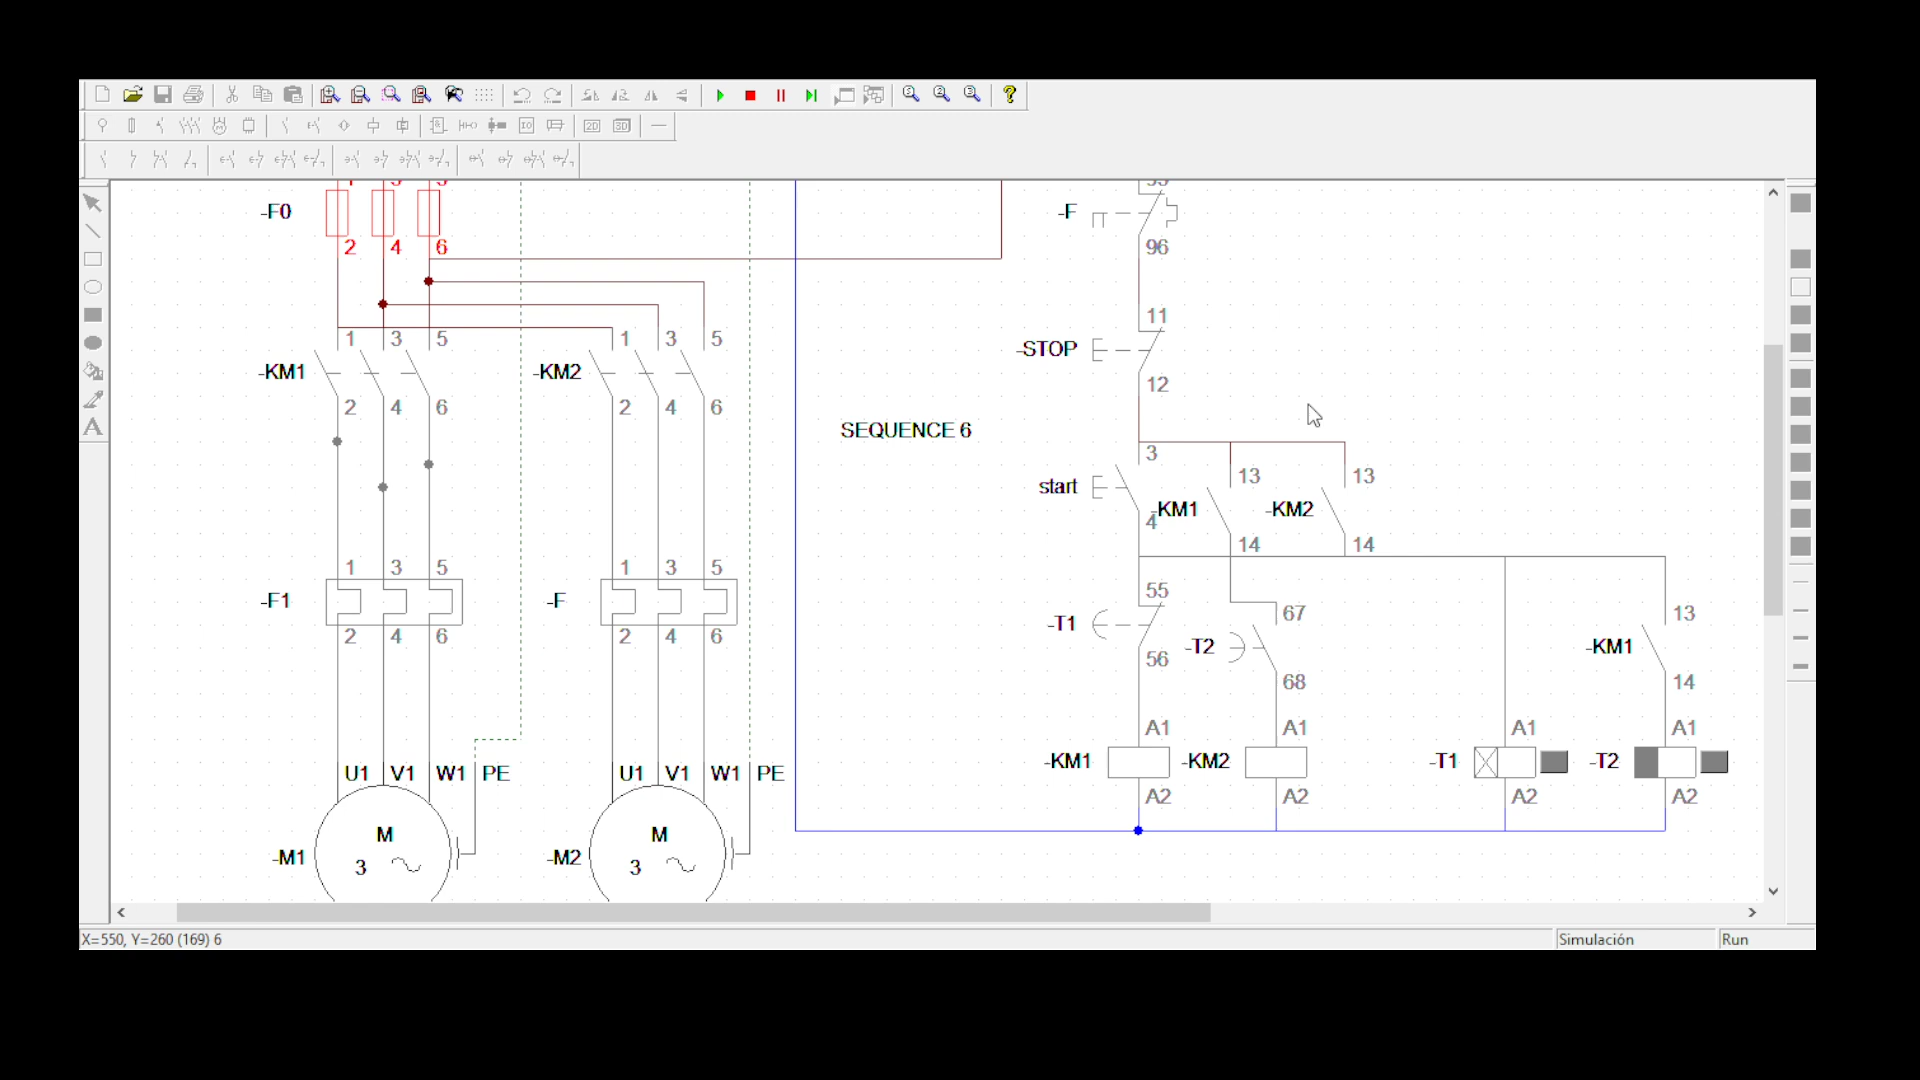 -F0
2 4 6
-F
96
11
-STOP
12
1 3 5
-KM1
2 4 6
1 3 5
-KM2
2 4 6
SEQUENCE 6
3
start
4
13
-KM1
14
13
-KM2
14
1 3 5
-F1
2 4 6
1 3 5
-F
2 4 6
55
-T1
56
67
-T2
68
13
-KM1
14
A1
-KM1
A2
A1
-KM2
A2
A1
-T1
A2
A1
-T2
A2
U1 V1 W1 PE
M
3
-M1
U1 V1 W1 PE
M
3
-M2
X=550, Y=260 (169) 6
Simulación
Run